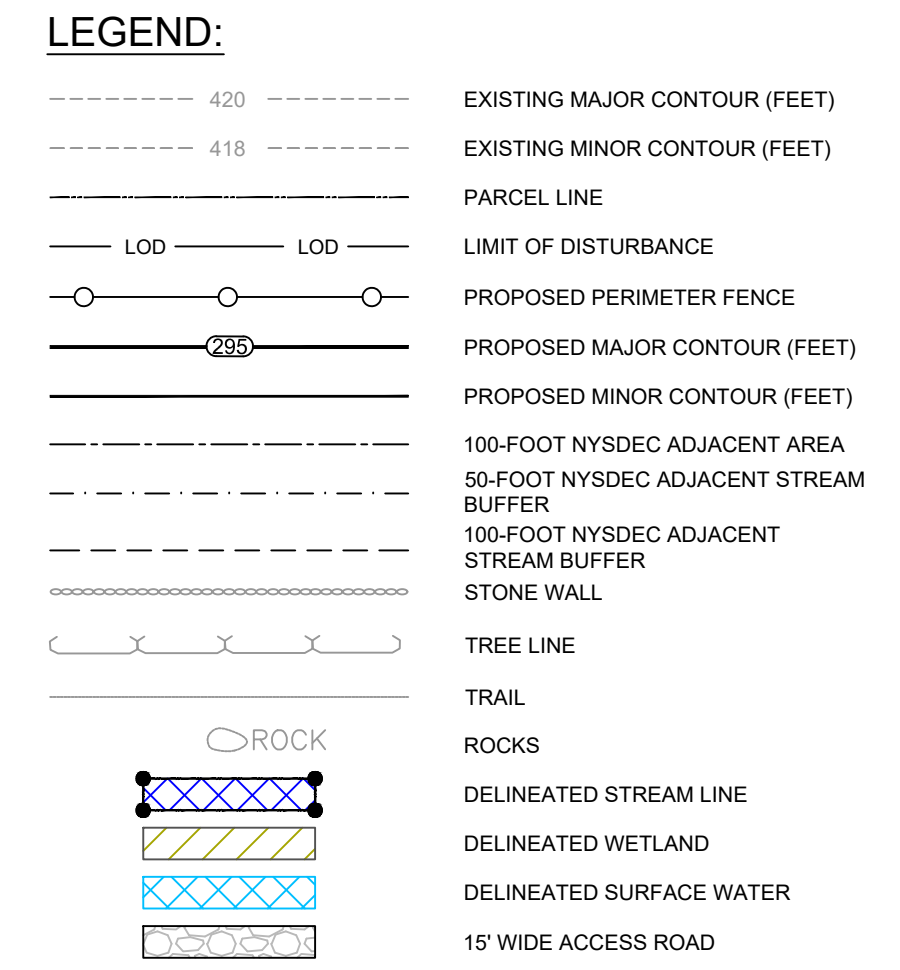 LEGEND:
420 EXISTING MAJOR CONTOUR (FEET)
418 EXISTING MINOR CONTOUR (FEET)
PARCEL LINE
LOD LOD LIMIT OF DISTURBANCE
PROPOSED PERIMETER FENCE
295 PROPOSED MAJOR CONTOUR (FEET)
PROPOSED MINOR CONTOUR (FEET)
100-FOOT NYSDEC ADJACENT AREA
50-FOOT NYSDEC ADJACENT STREAM
BUFFER
100-FOOT NYSDEC ADJACENT
STREAM BUFFER
STONE WALL
TREE LINE
TRAIL
ROCK ROCKS
DELINEATED STREAM LINE
DELINEATED WETLAND
DELINEATED SURFACE WATER
15' WIDE ACCESS ROAD